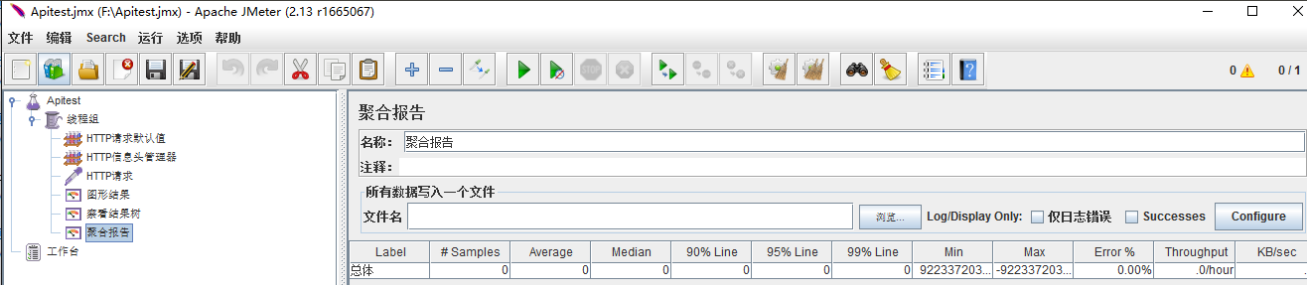 Apitest.jmx (F:\Apitest.jmx) - Apache JMeter (2.13 r1665067)
文件 编辑 Search 运行 选项 帮助
0 0 / 1
Apitest
线程组
HTTP请求默认值
HTTP信息头管理器
HTTP请求
图形结果
察看结果树
聚合报告
工作台
聚合报告
名称: 聚合报告
注释:
所有数据写入一个文件
文件名 浏览... Log/Display Only: 仅日志错误 Successes Configure
Label # Samples Average Median 90% Line 95% Line 99% Line Min Max Error % Throughput KB/sec
总体 0 0 0 0 0 0 922337203... -922337203... 0.00% .0/hour .